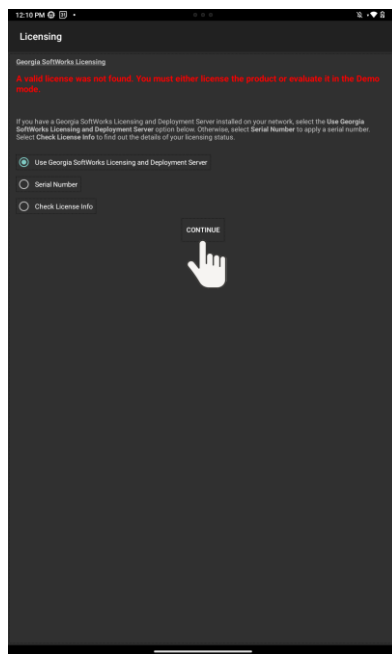 12:10 PM
Licensing
Georgia SoftWorks Licensing
A valid license was not found. You must either license the product or evaluate it in the Demo
mode.
If you have a Georgia SoftWorks Licensing and Deployment Server installed on your network, select the Use Georgia
SoftWorks Licensing and Deployment Server option below. Otherwise, select Serial Number to apply a serial number.
Select Check License Info to find out the details of your licensing status.
Use Georgia SoftWorks Licensing and Deployment Server
Serial Number
Check License Info
CONTINUE